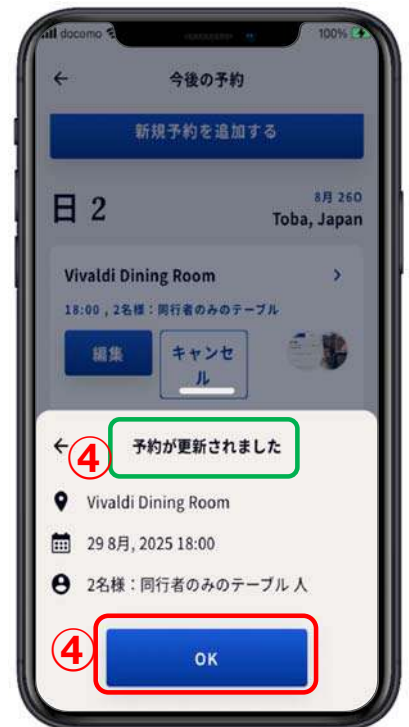 docomo
100%
←
今後の予約
新規予約を追加する
日 2
8月 260
Toba, Japan
Vivaldi Dining Room
>
18:00 , 2名様：同行者のみのテーブル
編集
キャンセ
ル
←
④
予約が更新されました
Vivaldi Dining Room
29 8月, 2025 18:00
2名様：同行者のみのテーブル 人
④
OK